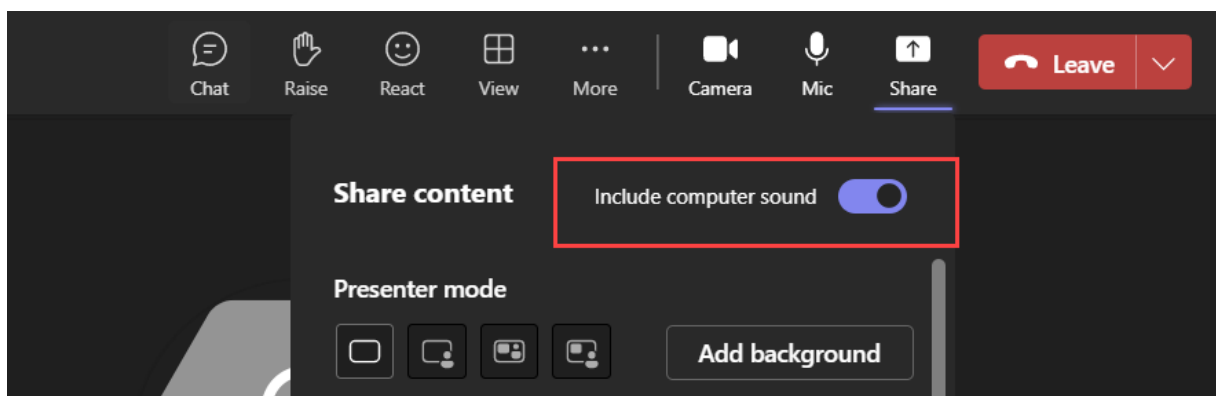 Chat Raise React View More Camera Mic Share Leave
Share content Include computer sound
Presenter mode
Add background